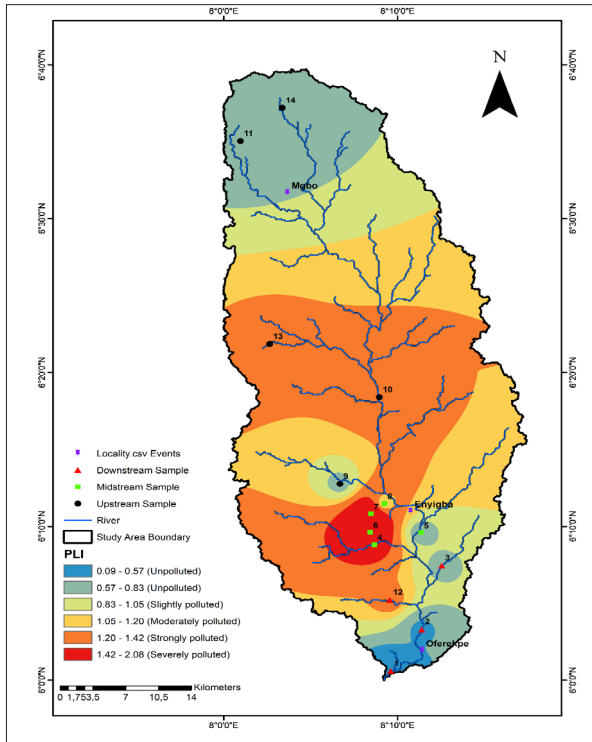 8°0'0"E
8°10'0"E
6°40'0"N
6°40'0"N
N
14
11
Mgbo
6°30'0"N
6°30'0"N
13
6°20'0"N
6°20'0"N
10
9
8
Enyigba
7
6
5
4
6°10'0"N
6°10'0"N
3
12
2
Oferekpe
1
6°0'0"N
6°0'0"N
Locality.csv Events
Downstream Sample
Midstream Sample
Upstream Sample
River
Study Area Boundary
PLI
0.09 - 0.57 (Unpolluted)
0.57 - 0.83 (Unpolluted)
0.83 - 1.05 (Slightly polluted)
1.05 - 1.20 (Moderately polluted)
1.20 - 1.42 (Strongly polluted)
1.42 - 2.08 (Severely polluted)
Kilometers
0 1,753,5 7 10,5 14
8°0'0"E
8°10'0"E